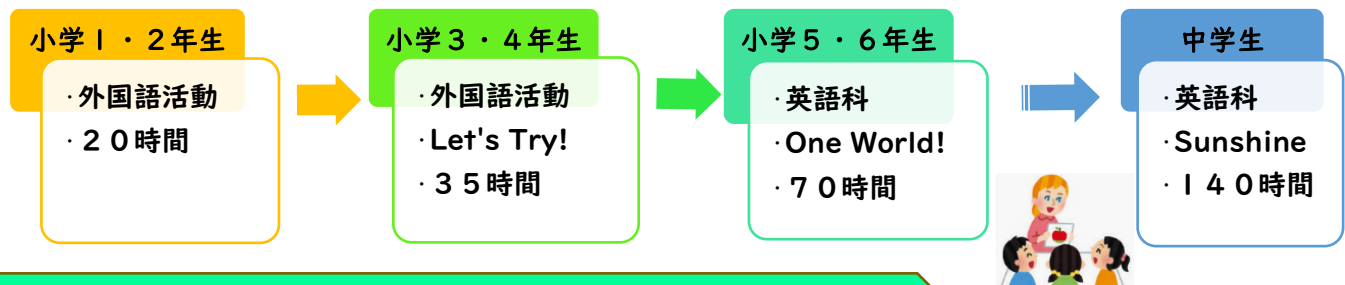 小学１・２年生
・外国語活動
・２０時間
小学３・４年生
・外国語活動
・Let's Try!
・３５時間
小学５・６年生
・英語科
・One World!
・７０時間
中学生
・英語科
・Sunshine
・１４０時間